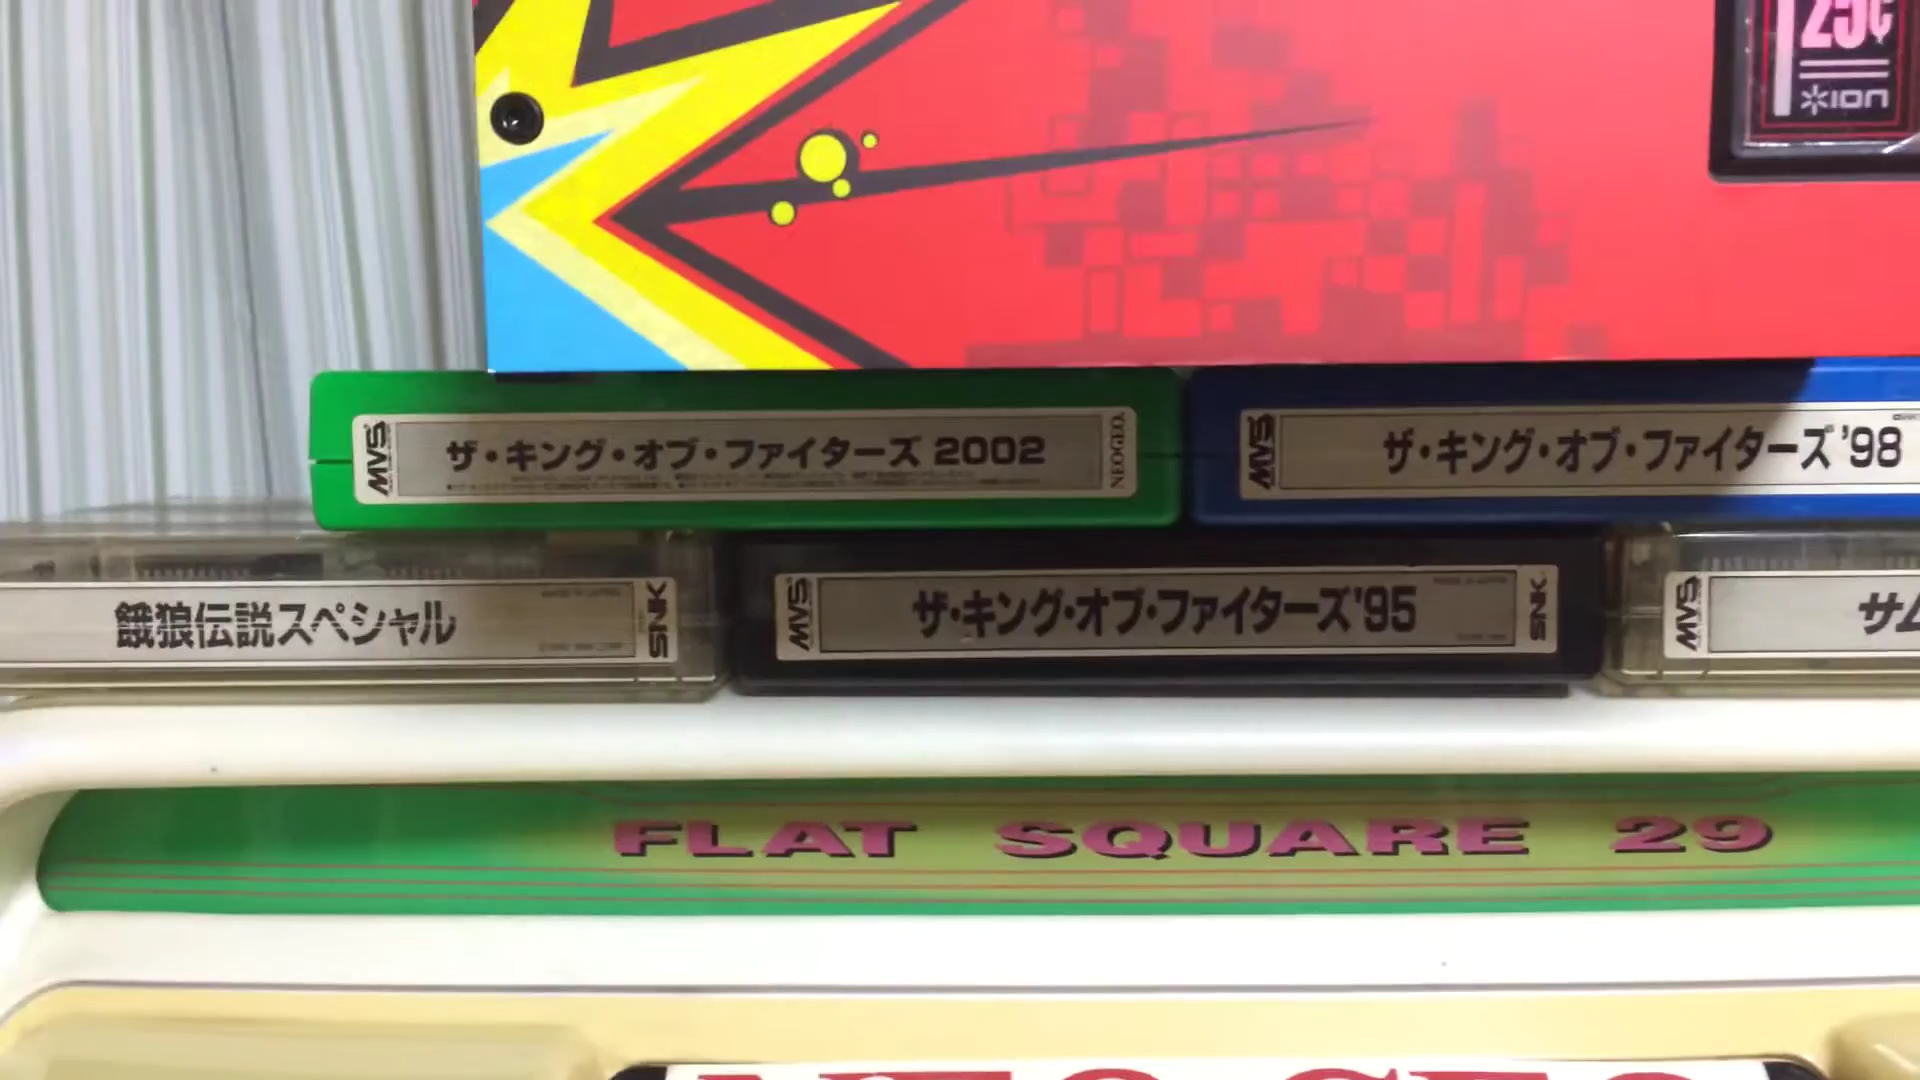 25¢
ION
MVS ザ・キング・オブ・ファイターズ 2002 NEOGEO
MVS ザ・キング・オブ・ファイターズ'98
餓狼伝説スペシャル SNK
MVS ザ・キング・オブ・ファイターズ'95 SNK
MVS サム
FLAT SQUARE 29
NEO GEO